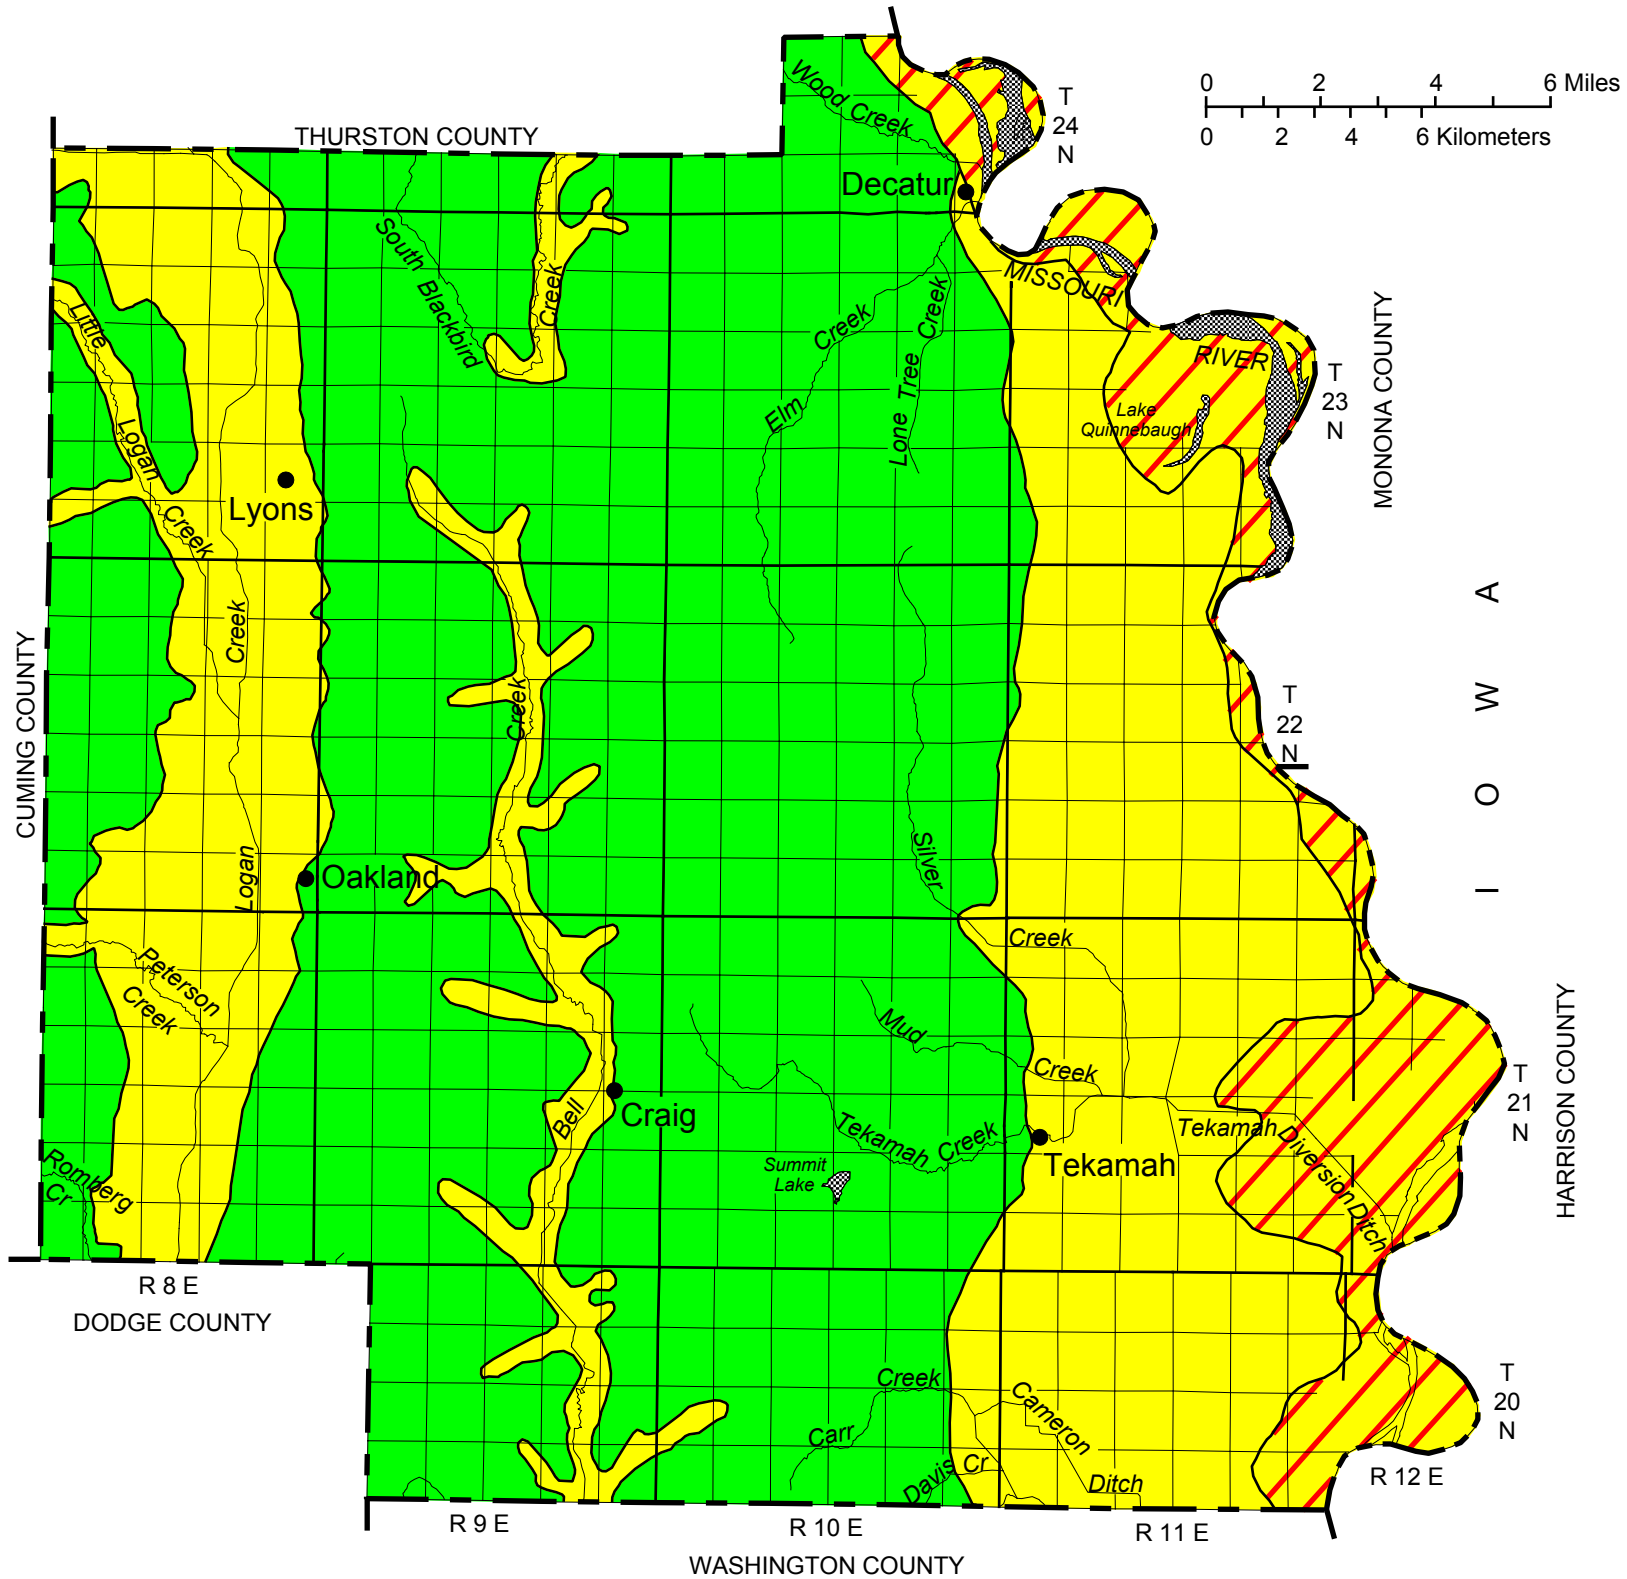 0 2 4 6 Miles
0 2 4 6 Kilometers
THURSTON COUNTY
Wood Creek
T
24
N
Decatur
South Blackbird
Creek
MISSOURI
RIVER
Elm
Creek
Lone Tree
Creek
Lake
Quinnebaugh
T
23
N
MONONA COUNTY
Little
Logan
Creek
Lyons
Creek
Logan
Creek
CUMING COUNTY
Oakland
Silver
Creek
T
22
N
I O W A
Peterson
Creek
Mud
Creek
Craig
Bell
Tekamah
Creek
Tekamah
Summit
Lake
Tekamah
Diversion
Ditch
T
21
N
HARRISON COUNTY
Romberg
Cr
R 8 E
DODGE COUNTY
Creek
Carr
Davis Cr
Cameron
Ditch
T
20
N
R 12 E
R 9 E
R 10 E
R 11 E
WASHINGTON COUNTY